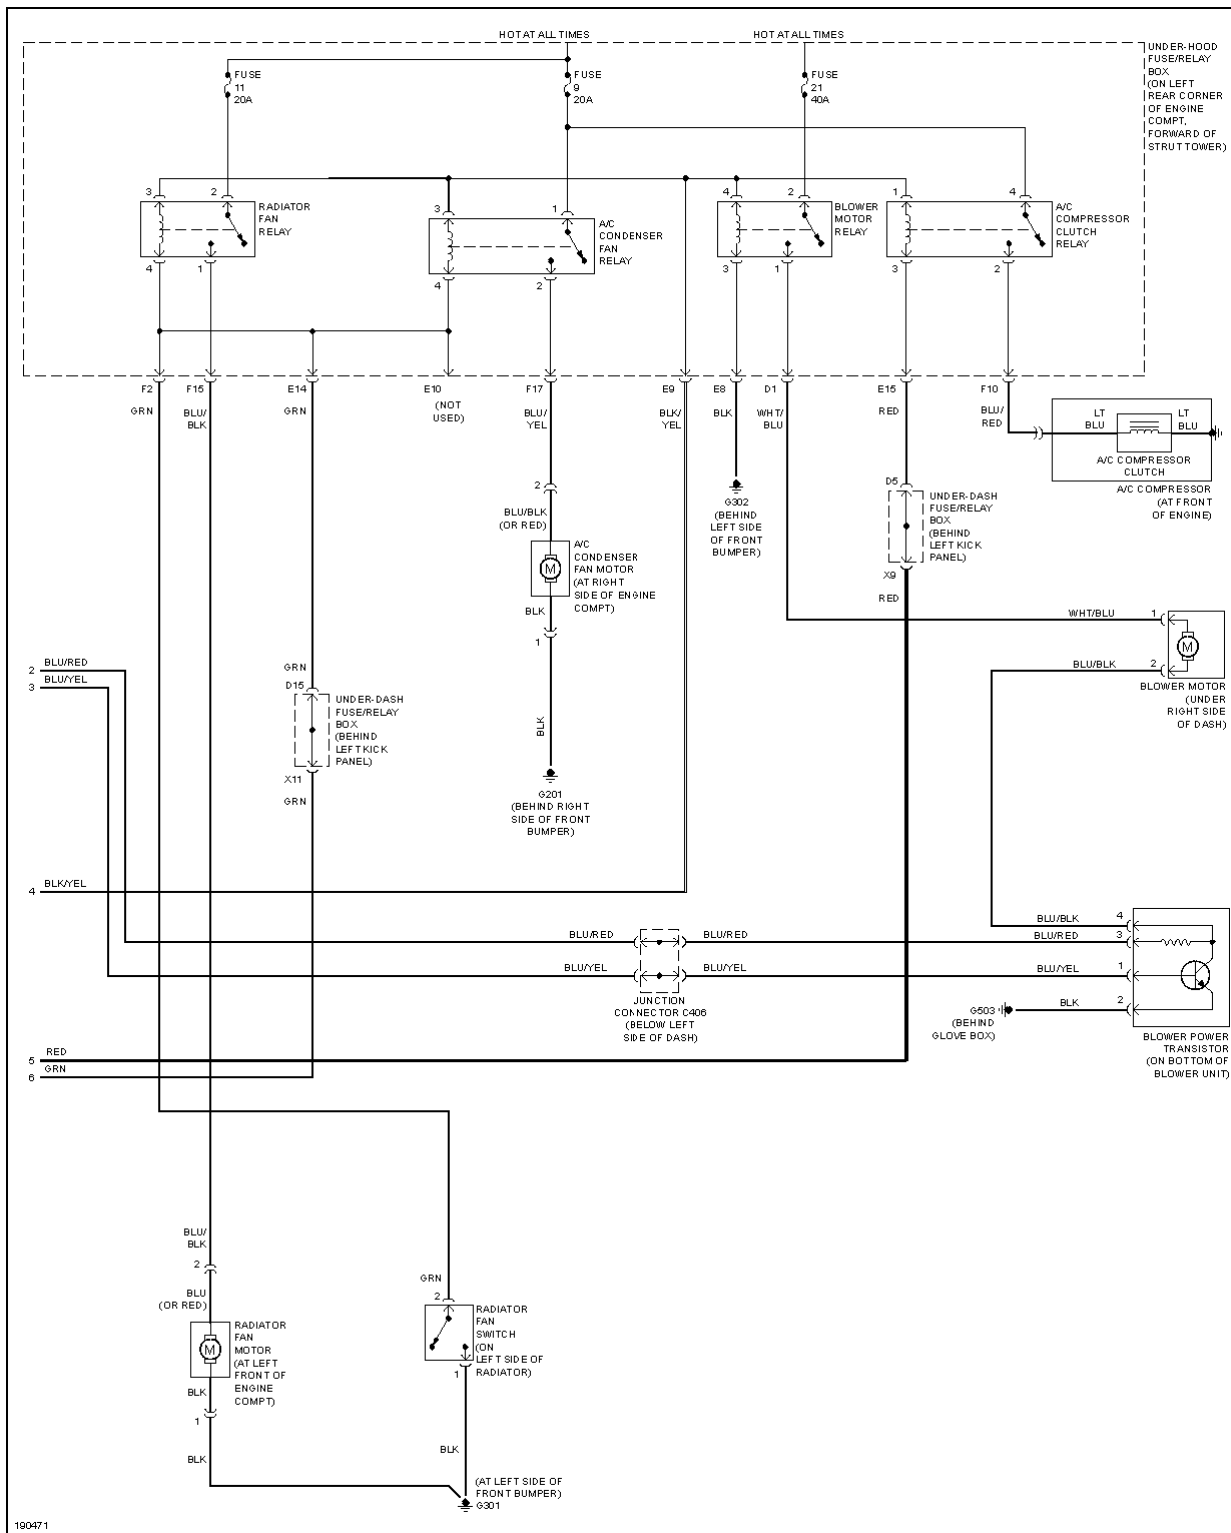 HOT AT ALL TIMES
HOT AT ALL TIMES
UNDER-HOOD
FUSE/RELAY
BOX
(ON LEFT
REAR CORNER
OF ENGINE
COMPT,
FORWARD OF
STRUT TOWER)
FUSE
11
20A
FUSE
9
20A
FUSE
21
40A
3
2
RADIATOR
FAN
RELAY
4
1
3
1
A/C
CONDENSER
FAN
RELAY
4
2
4
2
BLOWER
MOTOR
RELAY
3
1
1
4
A/C
COMPRESSOR
CLUTCH
RELAY
3
2
F2
F15
E14
E10
F17
E9
E8
D1
E15
F10
GRN
BLU/
BLK
GRN
(NOT
USED)
BLU/
YEL
BLK/
YEL
BLK
WHT/
BLU
RED
BLU/
RED
LT
BLU
LT
BLU
A/C COMPRESSOR
CLUTCH
A/C COMPRESSOR
(AT FRONT
OF ENGINE)
2
BLU/BLK
(OR RED)
A/C
CONDENSER
FAN MOTOR
(AT RIGHT
SIDE OF ENGINE
COMPT)
M
BLK
1
BLK
G201
(BEHIND RIGHT
SIDE OF FRONT
BUMPER)
G302
(BEHIND
LEFT SIDE
OF FRONT
BUMPER)
D5
UNDER-DASH
FUSE/RELAY
BOX
(BEHIND
LEFT KICK
PANEL)
X9
RED
WHT/BLU
1
M
BLU/BLK
2
BLOWER MOTOR
(UNDER
RIGHT SIDE
OF DASH)
2
BLU/RED
3
BLU/YEL
GRN
D15
UNDER-DASH
FUSE/RELAY
BOX
(BEHIND
LEFT KICK
PANEL)
X11
GRN
4
BLK/YEL
BLU/RED
BLU/RED
BLU/YEL
BLU/YEL
JUNCTION
CONNECTOR C406
(BELOW LEFT
SIDE OF DASH)
BLU/BLK
4
BLU/RED
3
BLU/YEL
1
BLK
2
G503
(BEHIND
GLOVE BOX)
BLOWER POWER
TRANSISTOR
(ON BOTTOM OF
BLOWER UNIT)
5
RED
6
GRN
BLU/
BLK
2
BLU
(OR RED)
RADIATOR
FAN
MOTOR
(AT LEFT
FRONT OF
ENGINE
COMPT)
M
BLK
1
BLK
GRN
2
RADIATOR
FAN
SWITCH
(ON
LEFT SIDE OF
RADIATOR)
1
BLK
(AT LEFT SIDE OF
FRONT BUMPER)
G301
190471